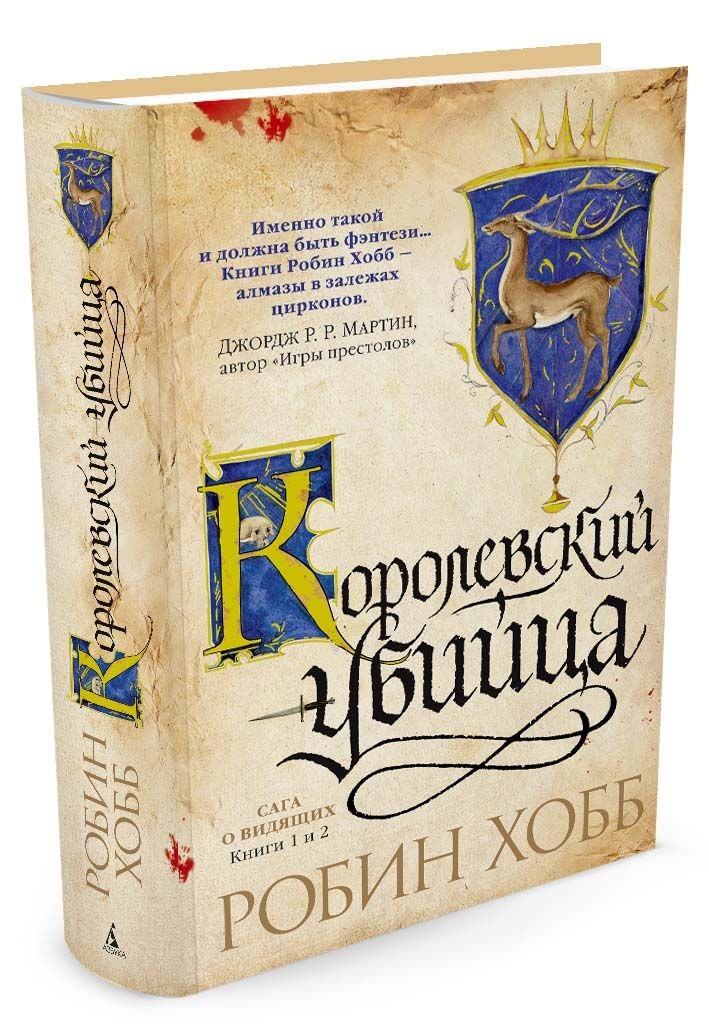 Именно такой
и должна быть фэнтези...
Книги Робин Хобб –
алмазы в залежах
цирконов.
Джордж Р. Р. Мартин,
автор «Игры престолов»
Королевский
убийца
САГА
О ВИДЯЩИХ
Книги 1 и 2
РОБИН ХОББ
Королевский убийца
РОБИН
ХОББ
АЗБУКА